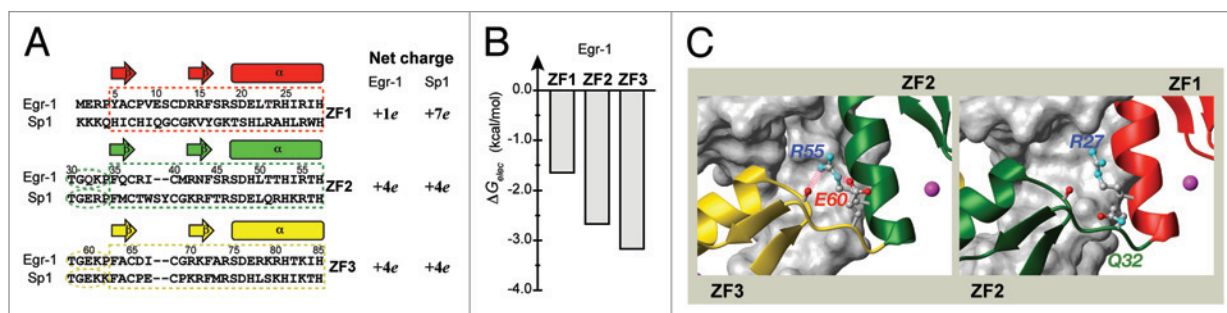 A
Net charge
Egr-1 Sp1
β β α
5 10 15 20 25
Egr-1 MERPYACPVESCDRRFSRSDELTRHIRIH ZF1 +1e +7e
Sp1 KKKQHICHIQGCGKVYGKTSHLRAHLRWH
β β α
30 35 40 45 50 55
Egr-1 TGQKPFQCRI--CMRNFSRSDHLTTHIRTH ZF2 +4e +4e
Sp1 TGERPFMCTWSYCGKRFTRSDELQRHKRTH
β β α
60 65 70 75 80 85
Egr-1 TGEKPFACDI--CGRKFARSDERKRHTKIH ZF3 +4e +4e
Sp1 TGEKKFACPE--CPKRFMRSDHLSKHIKTH
B
Egr-1
ZF1 ZF2 ZF3
0.0
-1.0
-2.0
-3.0
-4.0
ΔGelec (kcal/mol)
C
ZF2 ZF1
R55
E60
R27
Q32
ZF3 ZF2